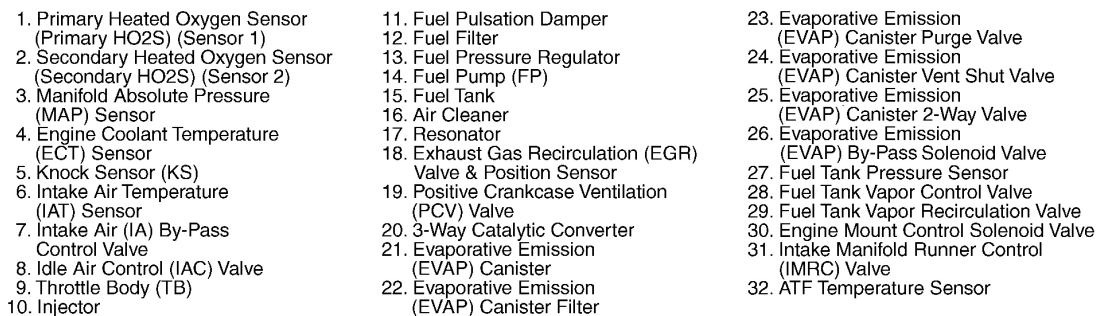 1. Primary Heated Oxygen Sensor
(Primary HO2S) (Sensor 1)
2. Secondary Heated Oxygen Sensor
(Secondary HO2S) (Sensor 2)
3. Manifold Absolute Pressure
(MAP) Sensor
4. Engine Coolant Temperature
(ECT) Sensor
5. Knock Sensor (KS)
6. Intake Air Temperature
(IAT) Sensor
7. Intake Air (IA) By-Pass
Control Valve
8. Idle Air Control (IAC) Valve
9. Throttle Body (TB)
10. Injector
11. Fuel Pulsation Damper
12. Fuel Filter
13. Fuel Pressure Regulator
14. Fuel Pump (FP)
15. Fuel Tank
16. Air Cleaner
17. Resonator
18. Exhaust Gas Recirculation (EGR)
Valve & Position Sensor
19. Positive Crankcase Ventilation
(PCV) Valve
20. 3-Way Catalytic Converter
21. Evaporative Emission
(EVAP) Canister
22. Evaporative Emission
(EVAP) Canister Filter
23. Evaporative Emission
(EVAP) Canister Purge Valve
24. Evaporative Emission
(EVAP) Canister Vent Shut Valve
25. Evaporative Emission
(EVAP) Canister 2-Way Valve
26. Evaporative Emission
(EVAP) By-Pass Solenoid Valve
27. Fuel Tank Pressure Sensor
28. Fuel Tank Vapor Control Valve
29. Fuel Tank Vapor Recirculation Valve
30. Engine Mount Control Solenoid Valve
31. Intake Manifold Runner Control
(IMRC) Valve
32. ATF Temperature Sensor